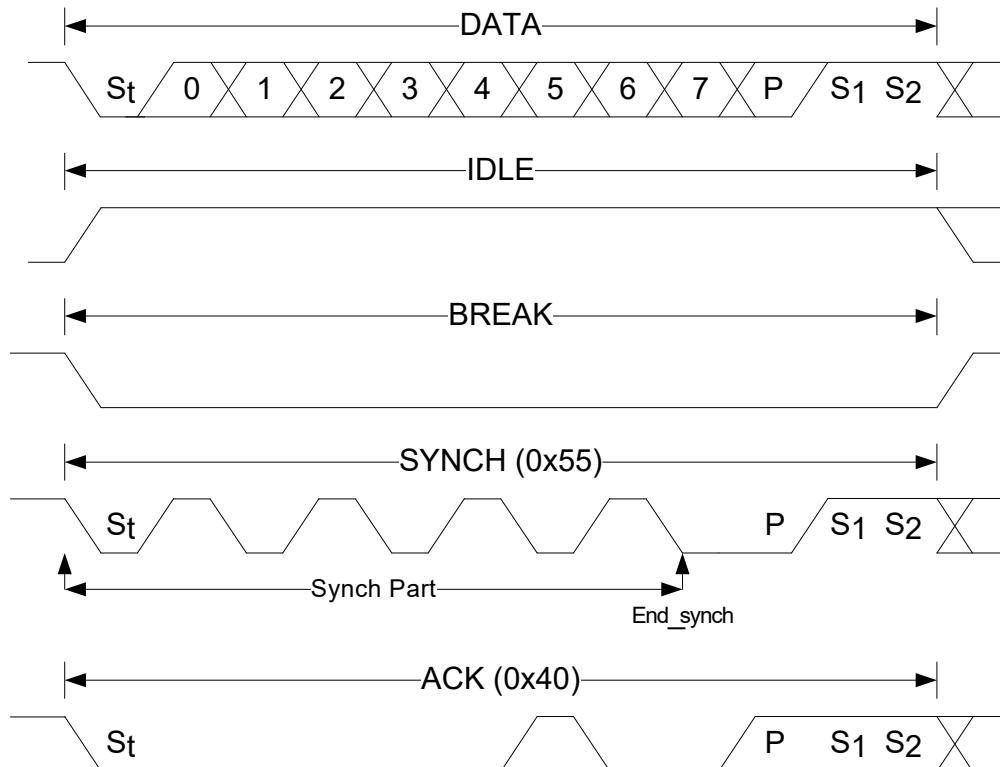 DATA
St 0 1 2 3 4 5 6 7 P S1 S2
IDLE
BREAK
SYNCH (0x55)
St P S1 S2
Synch Part
End_synch
ACK (0x40)
St P S1 S2